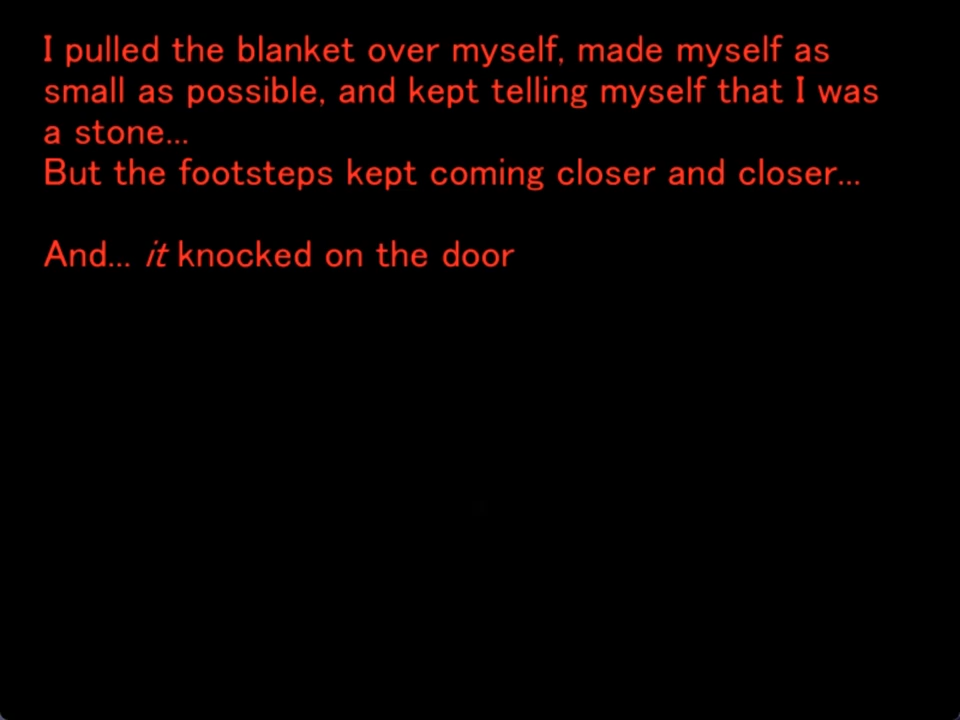 I pulled the blanket over myself, made myself as
small as possible, and kept telling myself that I was
a stone...
But the footsteps kept coming closer and closer...
And... it knocked on the door